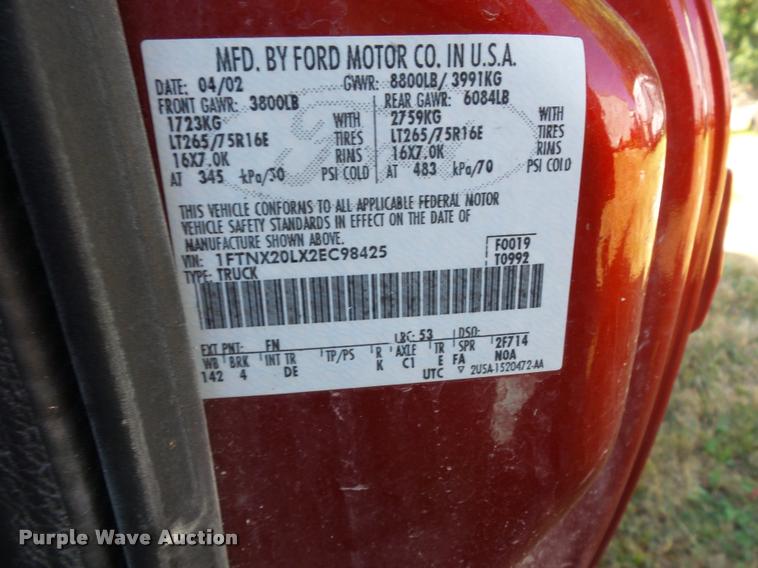 MFD. BY FORD MOTOR CO. IN U.S.A.
DATE: 04/02 GVWR: 8800LB/ 3991KG
FRONT GAWR: 3800LB REAR GAWR: 6084LB
1723KG WITH 2759KG WITH
LT265/75R16E TIRES LT265/75R16E TIRES
16X7.0K RIMS 16X7.0K RIMS
AT 345 kPa/50 PSI COLD AT 483 kPa/70 PSI COLD
THIS VEHICLE CONFORMS TO ALL APPLICABLE FEDERAL MOTOR
VEHICLE SAFETY STANDARDS IN EFFECT ON THE DATE OF
MANUFACTURE SHOWN ABOVE.
VIN: 1FTNX20LX2EC98425 F0019
TYPE: TRUCK T0992
EXT PNT: FN LRC: 53 DSO:
WB BRK INT TR TP/PS R AXLE TR SPR 2F714
142 4 DE K C1 E FA N0A
UTC ▽ 2U5A-1520472-AA
Purple Wave Auction